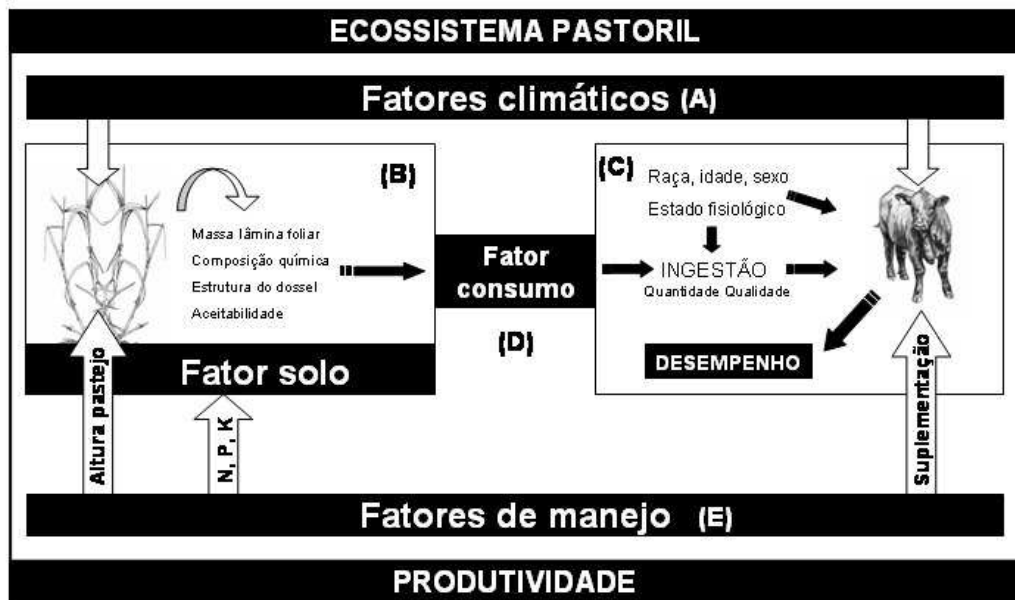 ECOSSISTEMA PASTORIL
Fatores climáticos (A)
(B)
Massa lâmina foliar
Composição química
Estrutura do dossel
Aceitabilidade
Fator solo
Fator
consumo
(D)
(C)
Raça, idade, sexo
Estado fisiológico
INGESTÃO
Quantidade Qualidade
DESEMPENHO
Altura pastejo
N, P, K
Suplementação
Fatores de manejo (E)
PRODUTIVIDADE